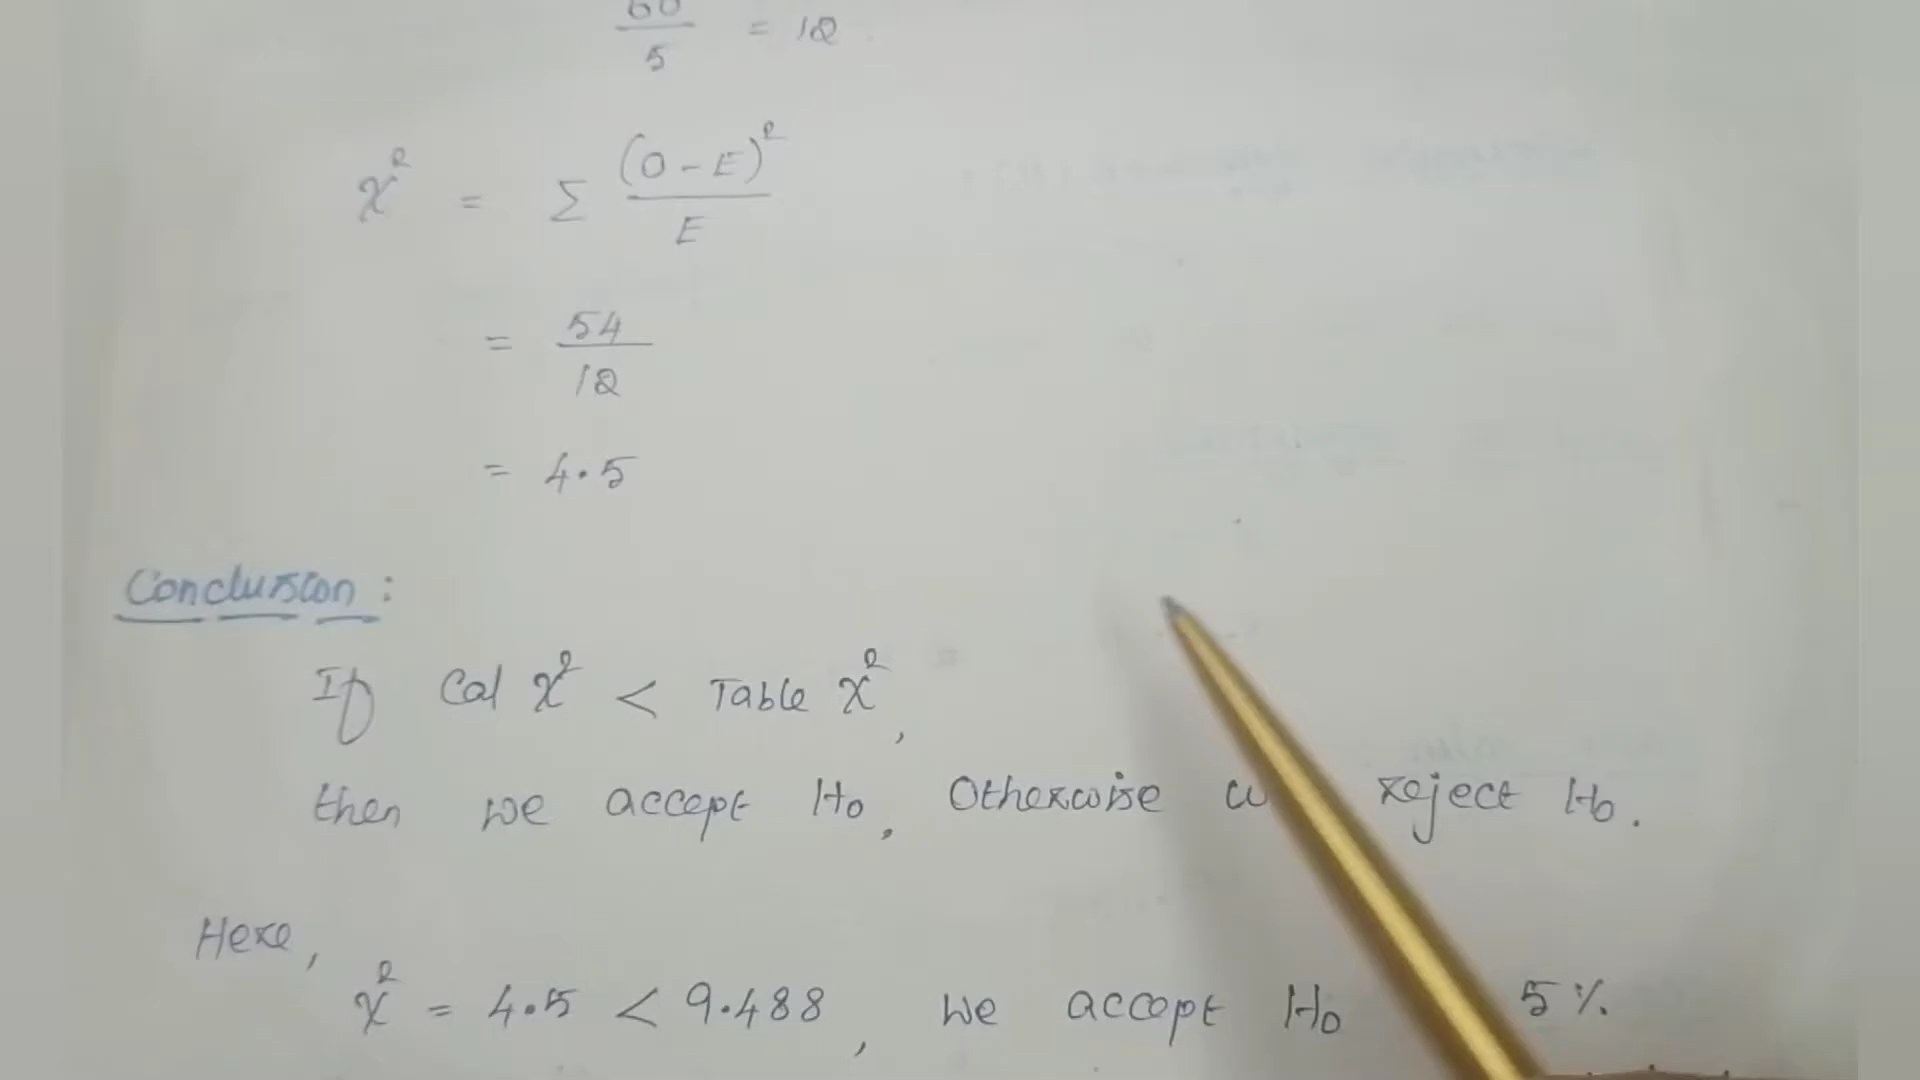 60/5 = 12
χ² = Σ (O - E)²/E
= 54/12
= 4.5
Conclusion:
If Cal χ² < Table χ²,
then we accept H₀, Otherwise reject H₀.
Here,
χ² = 4.5 < 9.488, we accept H₀ 5%